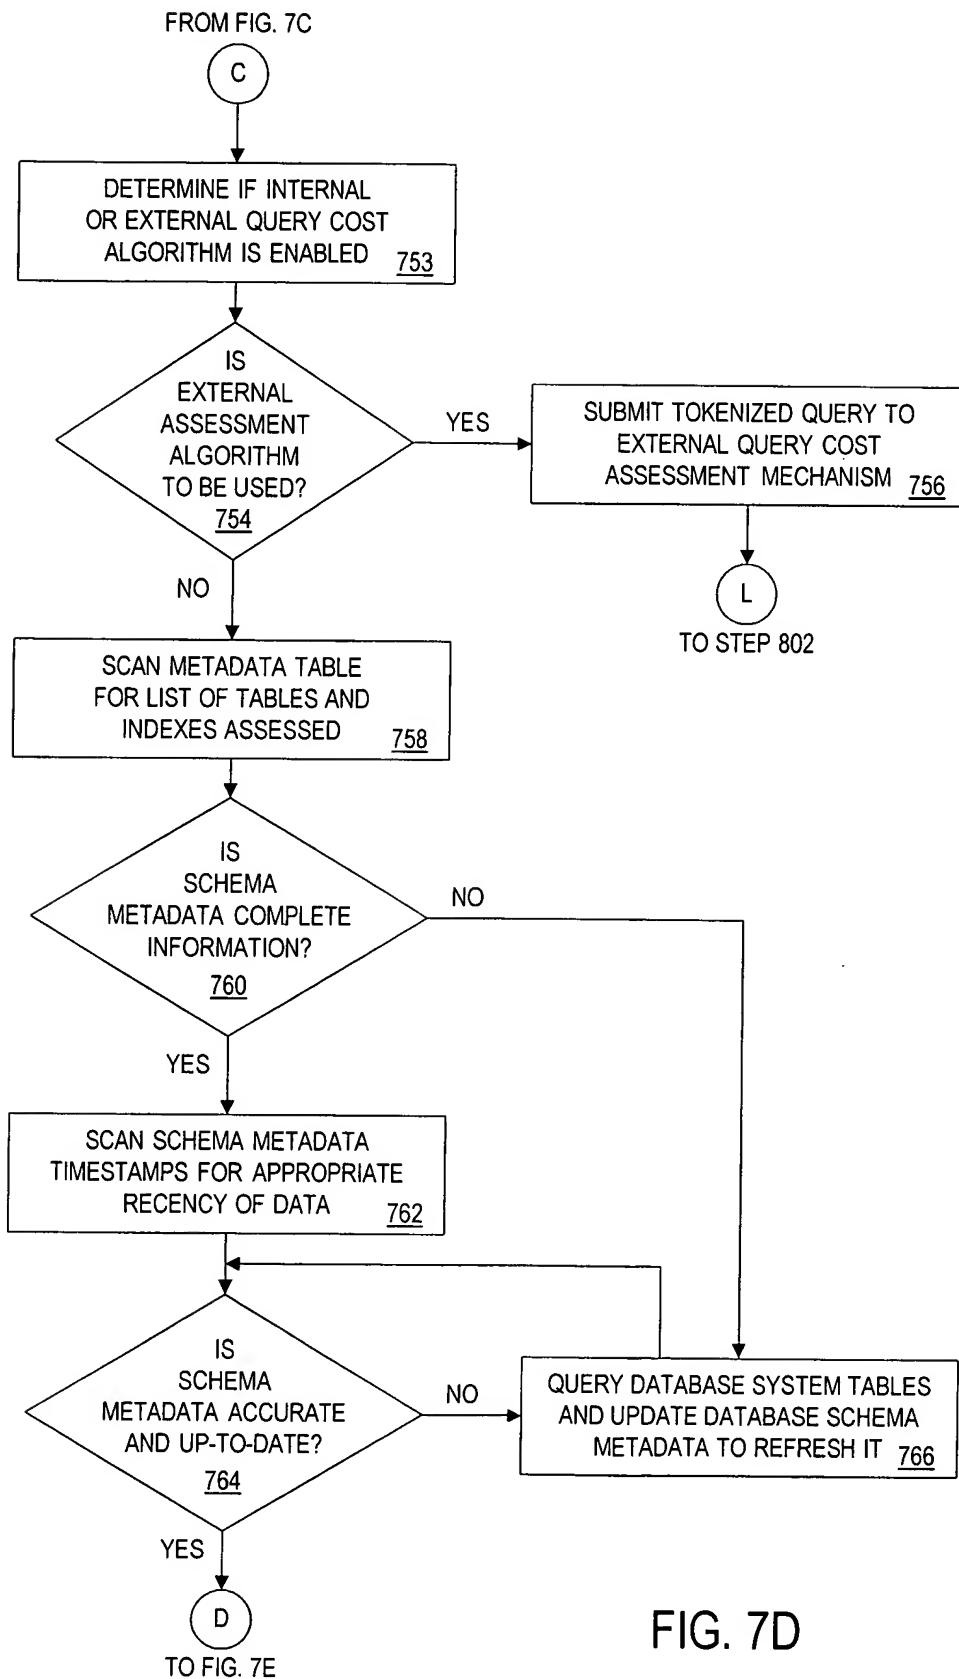 FROM FIG. 7C
C
DETERMINE IF INTERNAL
OR EXTERNAL QUERY COST
ALGORITHM IS ENABLED
753
IS
EXTERNAL
ASSESSMENT
ALGORITHM
TO BE USED?
754
YES
SUBMIT TOKENIZED QUERY TO
EXTERNAL QUERY COST
ASSESSMENT MECHANISM
756
L
TO STEP 802
NO
SCAN METADATA TABLE
FOR LIST OF TABLES AND
INDEXES ASSESSED
758
IS
SCHEMA
METADATA COMPLETE
INFORMATION?
760
NO
YES
SCAN SCHEMA METADATA
TIMESTAMPS FOR APPROPRIATE
RECENCY OF DATA
762
IS
SCHEMA
METADATA ACCURATE
AND UP-TO-DATE?
764
NO
QUERY DATABASE SYSTEM TABLES
AND UPDATE DATABASE SCHEMA
METADATA TO REFRESH IT
766
YES
D
TO FIG. 7E
FIG. 7D